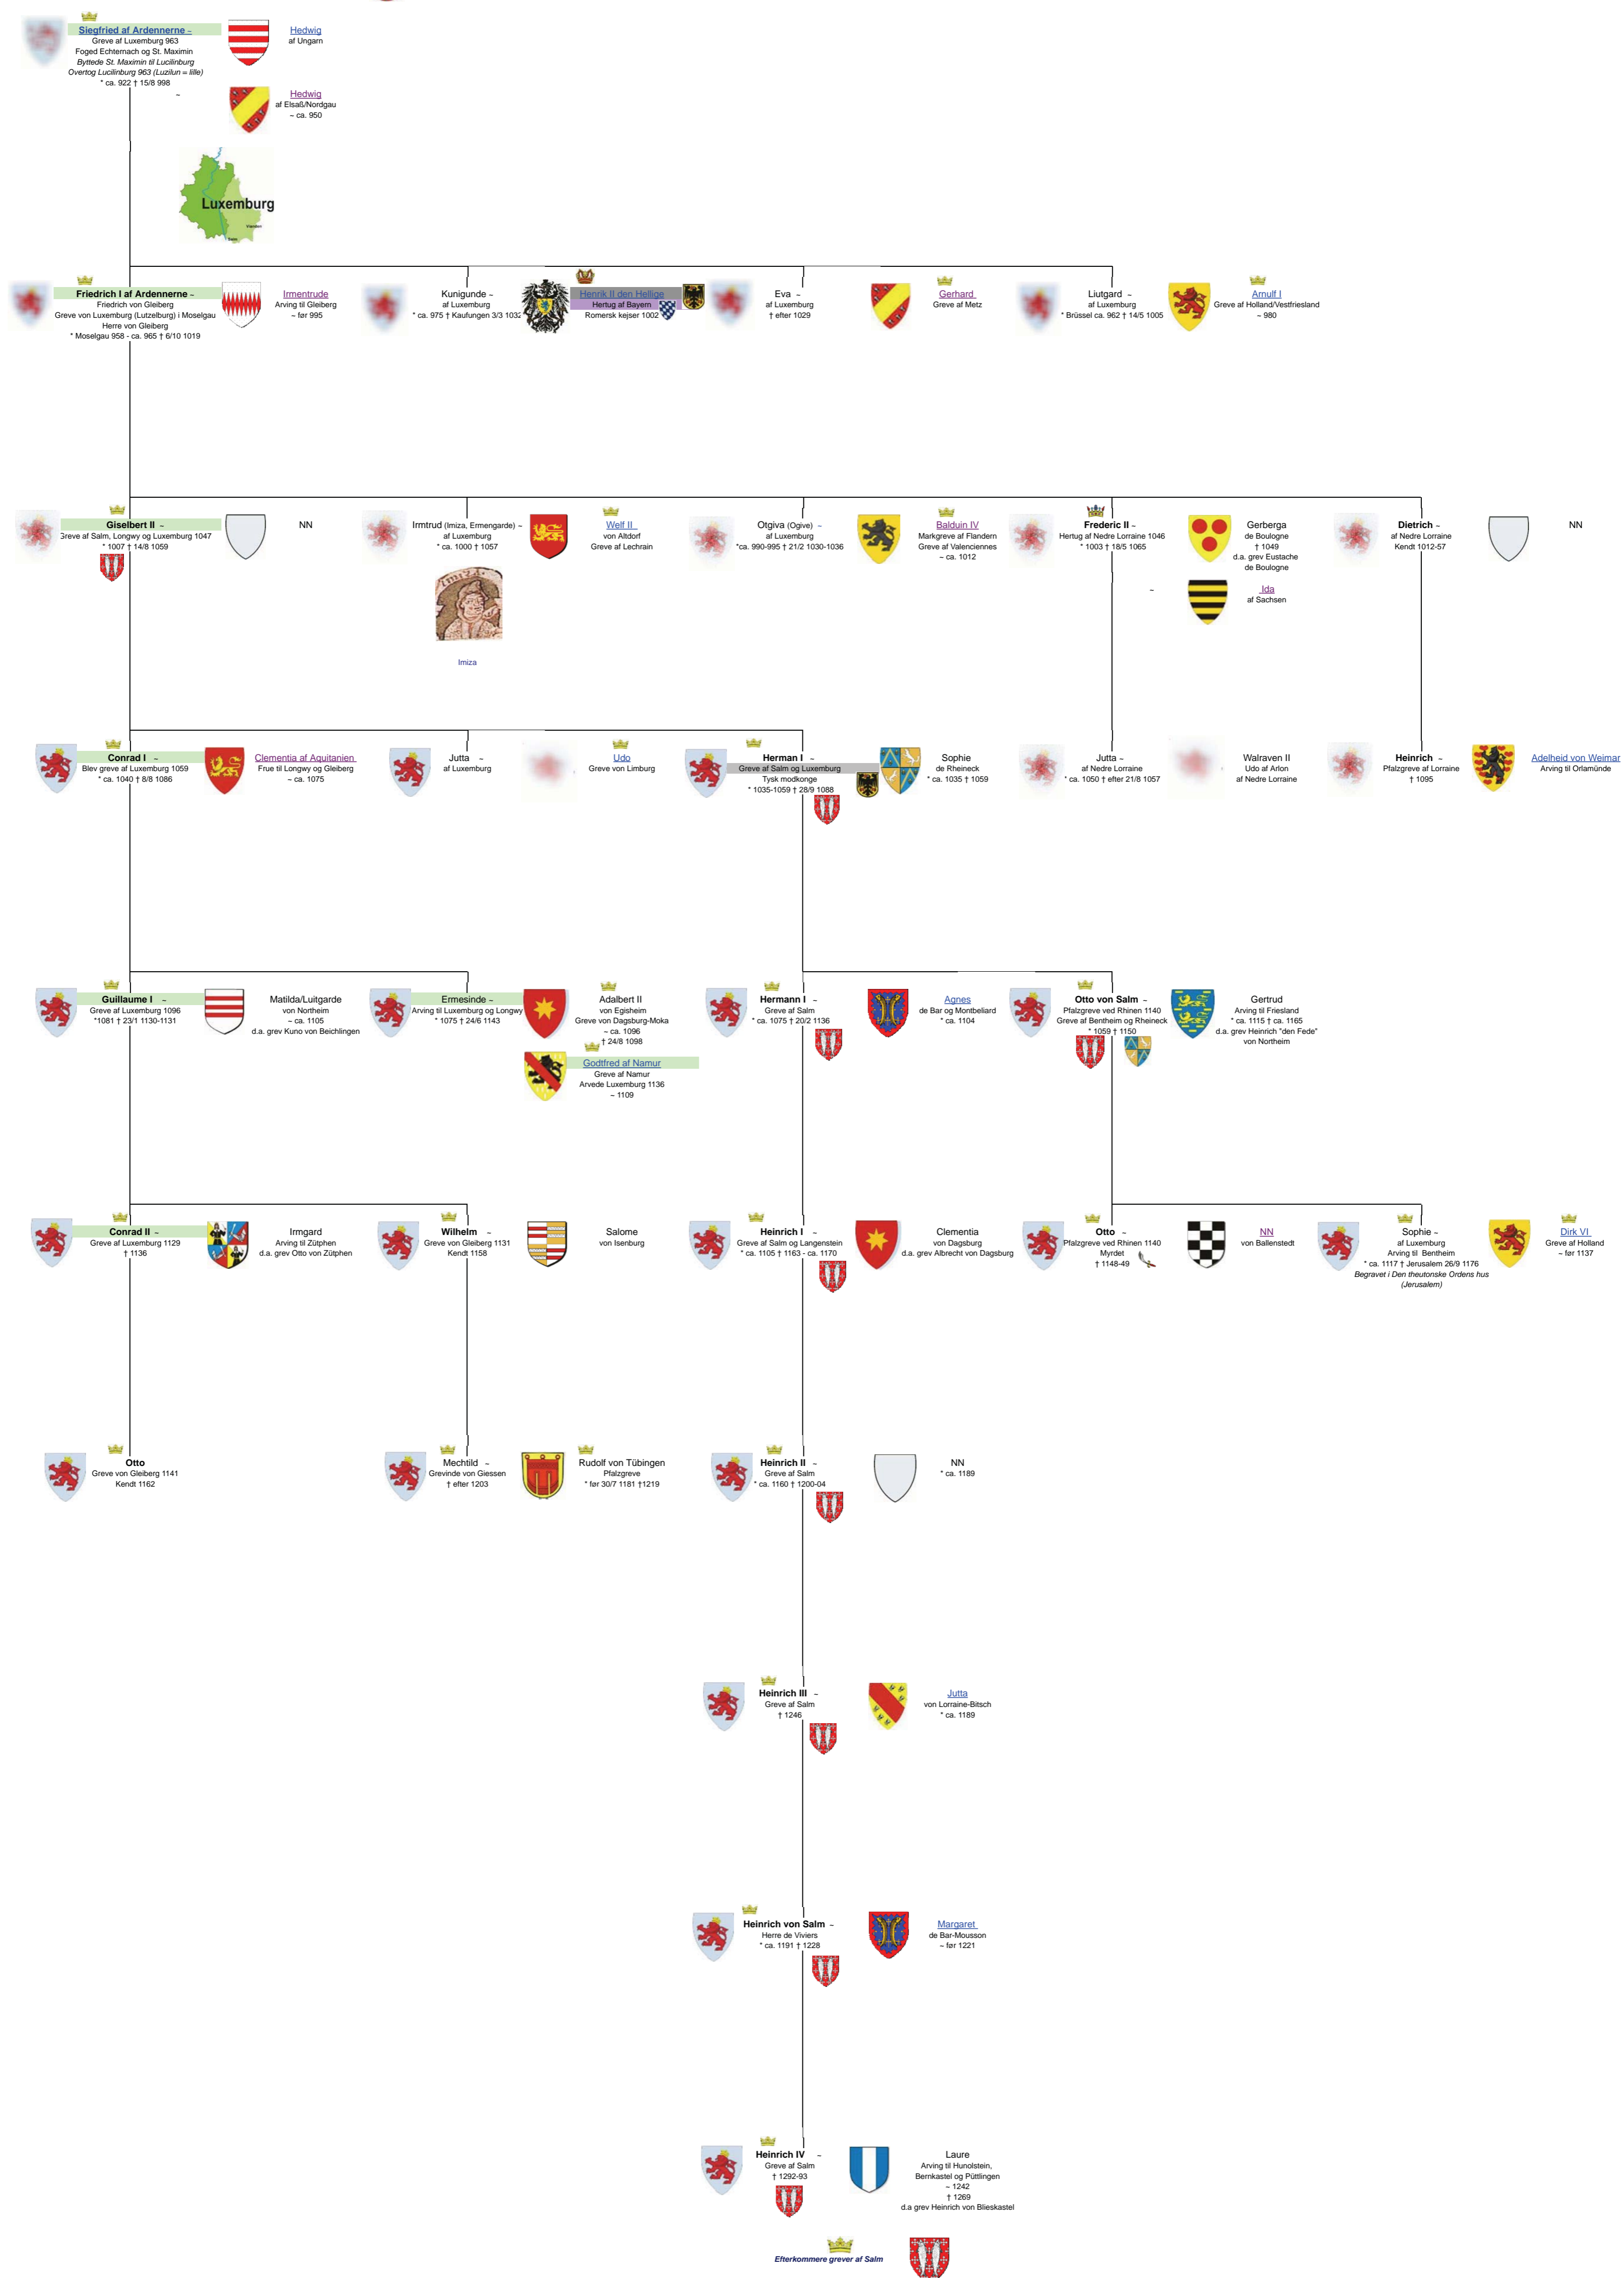 Siegfried af Ardennerne ~
Greve af Luxemburg 963
Foged Echternach og St. Maximin
Byttede St. Maximin til Lucilinburg
Overtog Lucilinburg 963 (Luzilun = lille)
* ca. 922 † 15/8 998
~
Hedwig
af Ungarn
Hedwig
af Elsaß/Nordgau
~ ca. 950
Luxemburg
Friedrich I af Ardennerne ~
Friedrich von Gleiberg
Greve von Luxemburg (Lutzelburg) i Moselgau
Herre von Gleiberg
* Moselgau 958 - ca. 965 † 6/10 1019
Irmentrude
Arving til Gleiberg
~ før 995
Kunigunde ~
af Luxemburg
* ca. 975 † Kaufungen 3/3 1032
Henrik II den Hellige
Hertug af Bayern
Romersk kejser 1002
Eva ~
af Luxemburg
† efter 1029
Gerhard
Greve af Metz
Liutgard ~
af Luxemburg
* Brüssel ca. 962 † 14/5 1005
Arnulf I
Greve af Holland/Vestfriesland
~ 980
Giselbert II ~
Greve af Salm, Longwy og Luxemburg 1047
* 1007 † 14/8 1059
NN
Irmtrud (Imiza, Ermengarde) ~
af Luxemburg
* ca. 1000 † 1057
Imiza
Welf II
von Altdorf
Greve af Lechrain
Otgiva (Ogive) ~
af Luxemburg
*ca. 990-995 † 21/2 1030-1036
Balduin IV
Markgreve af Flandern
Greve af Valenciennes
~ ca. 1012
Frederic II ~
Hertug af Nedre Lorraine 1046
* 1003 † 18/5 1065
~
Gerberga
de Boulogne
† 1049
d.a. grev Eustache
de Boulogne
Ida
af Sachsen
Dietrich ~
af Nedre Lorraine
Kendt 1012-57
NN
Conrad I ~
Blev greve af Luxemburg 1059
* ca. 1040 † 8/8 1086
Clementia af Aquitanien
Frue til Longwy og Gleiberg
~ ca. 1075
Jutta ~
af Luxemburg
Udo
Greve von Limburg
Herman I ~
Greve af Salm og Luxemburg
Tysk modkonge
* 1035-1059 † 28/9 1088
Sophie
de Rheineck
* ca. 1035 † 1059
Jutta ~
af Nedre Lorraine
* ca. 1050 † efter 21/8 1057
Walraven II
Udo af Arlon
af Nedre Lorraine
Heinrich ~
Pfalzgreve af Lorraine
† 1095
Adelheid von Weimar
Arving til Orlamünde
Guillaume I ~
Greve af Luxemburg 1096
*1081 † 23/1 1130-1131
Matilda/Luitgarde
von Northeim
~ ca. 1105
d.a. grev Kuno von Beichlingen
Ermesinde ~
Arving til Luxemburg og Longwy
* 1075 † 24/6 1143
Adalbert II
von Egisheim
Greve von Dagsburg-Moka
~ ca. 1096
† 24/8 1098
Godtfred af Namur
Greve af Namur
Arvede Luxemburg 1136
~ 1109
Hermann I ~
Greve af Salm
* ca. 1075 † 20/2 1136
Agnes
de Bar og Montbeliard
* ca. 1104
Otto von Salm ~
Pfalzgreve ved Rhinen 1140
Greve af Bentheim og Rheineck
* 1059 † 1150
Gertrud
Arving til Friesland
* ca. 1115 † ca. 1165
d.a. grev Heinrich "den Fede"
von Northeim
Conrad II ~
Greve af Luxemburg 1129
† 1136
Irmgard
Arving til Zütphen
d.a. grev Otto von Zütphen
Wilhelm ~
Greve von Gleiberg 1131
Kendt 1158
Salome
von Isenburg
Heinrich I ~
Greve af Salm og Langenstein
* ca. 1105 † 1163 - ca. 1170
Clementia
von Dagsburg
d.a. grev Albrecht von Dagsburg
Otto ~
Pfalzgreve ved Rhinen 1140
Myrdet
† 1148-49
NN
von Ballenstedt
Sophie ~
af Luxemburg
Arving til Bentheim
* ca. 1117 † Jerusalem 26/9 1176
Begravet i Den theutonske Ordens hus
(Jerusalem)
Dirk VI
Greve af Holland
~ før 1137
Otto
Greve von Gleiberg 1141
Kendt 1162
Mechtild ~
Grevinde von Giessen
† efter 1203
Rudolf von Tübingen
Pfalzgreve
* før 30/7 1181 †1219
Heinrich II ~
Greve af Salm
* ca. 1160 † 1200-04
NN
* ca. 1189
Heinrich III ~
Greve af Salm
† 1246
Jutta
von Lorraine-Bitsch
* ca. 1189
Heinrich von Salm ~
Herre de Viviers
* ca. 1191 † 1228
Margaret
de Bar-Mousson
~ før 1221
Heinrich IV ~
Greve af Salm
† 1292-93
Laure
Arving til Hunolstein,
Bernkastel og Püttlingen
~ 1242
† 1269
d.a grev Heinrich von Blieskastel
Efterkommere grever af Salm